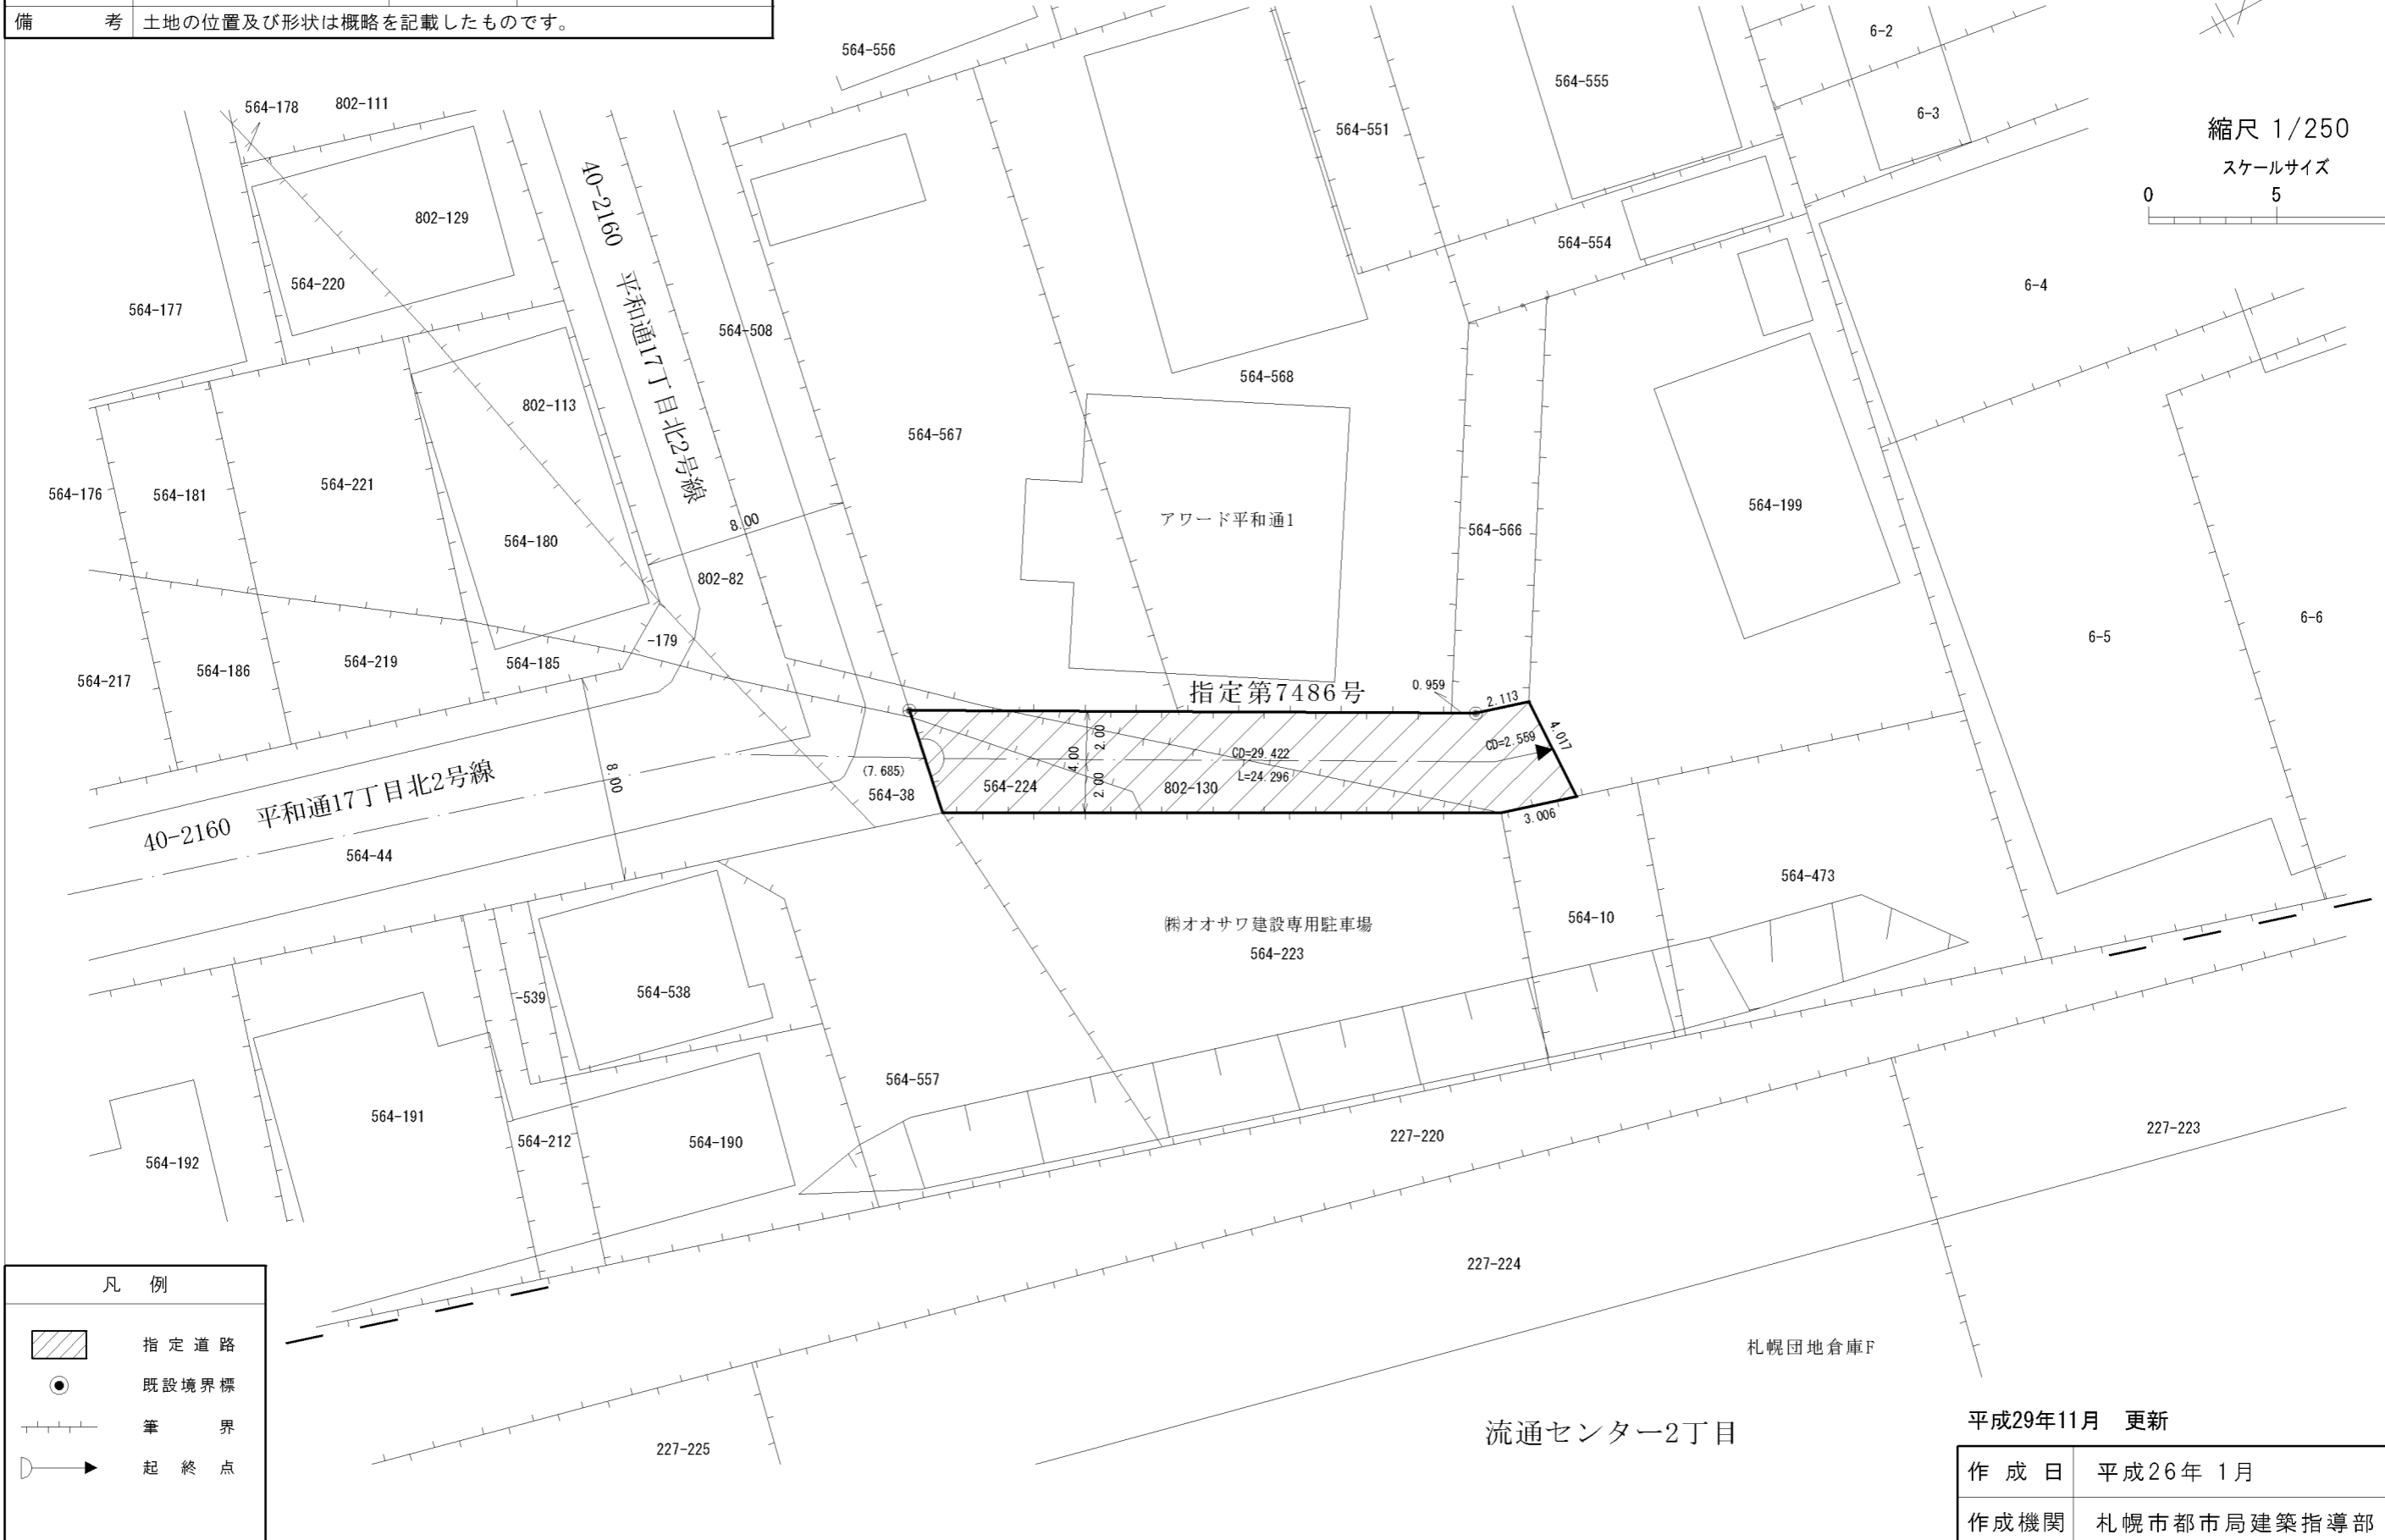 備　考 土地の位置及び形状は概略を記載したものです。
564-556
6-2
564-555
564-178
802-111
6-3
564-551
縮尺 1/250
スケールサイズ
0 5
40-2160 平和通17丁目北2号線
802-129
564-554
564-220
6-4
564-177
564-508
564-568
802-113
564-567
564-221
564-176
564-181
564-199
アワード平和通1
8.00
564-566
564-180
802-82
6-6
6-5
-179
564-219
564-185
564-186
564-217
指定第7486号
0.959
2.113
4.017
CD=2.559
2.00
4.00
CD=29.422
(7.685)
L=24.296
8.00
2.00
564-224
802-130
564-38
3.006
40-2160 平和通17丁目北2号線
564-44
564-473
564-10
㈱オオサワ建設専用駐車場
564-223
564-538
-539
564-557
564-191
564-212
564-190
564-192
227-220
227-223
227-224
札幌団地倉庫F
流通センター2丁目
227-225
凡　例
指定道路
既設境界標
筆　界
起終点
平成29年11月　更新
作成日 平成26年 1月
作成機関 札幌市都市局建築指導部